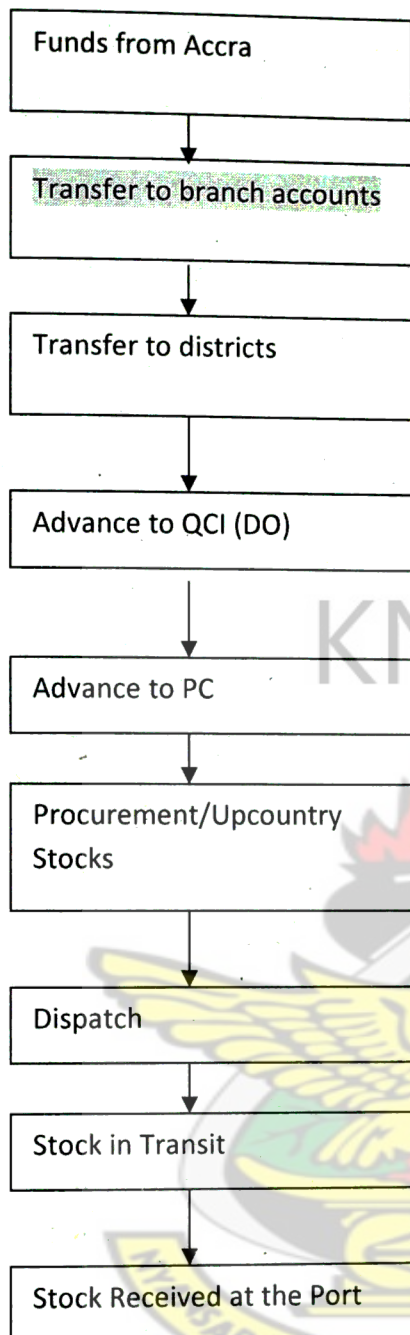 Funds from Accra
Transfer to branch accounts
Transfer to districts
Advance to QCI (DO)
KN
Advance to PC
Procurement/Upcountry
Stocks
Dispatch
Stock in Transit
Stock Received at the Port